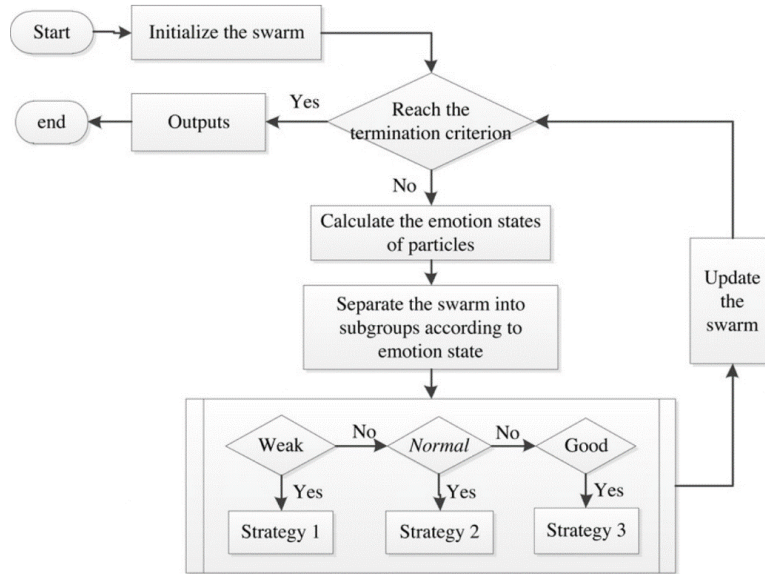 Start
Initialize the swarm
Reach the
termination criterion
Yes
Outputs
end
No
Calculate the emotion states
of particles
Separate the swarm into
subgroups according to
emotion state
Update
the
swarm
Weak
No
Normal
No
Good
Yes
Yes
Yes
Strategy 1
Strategy 2
Strategy 3